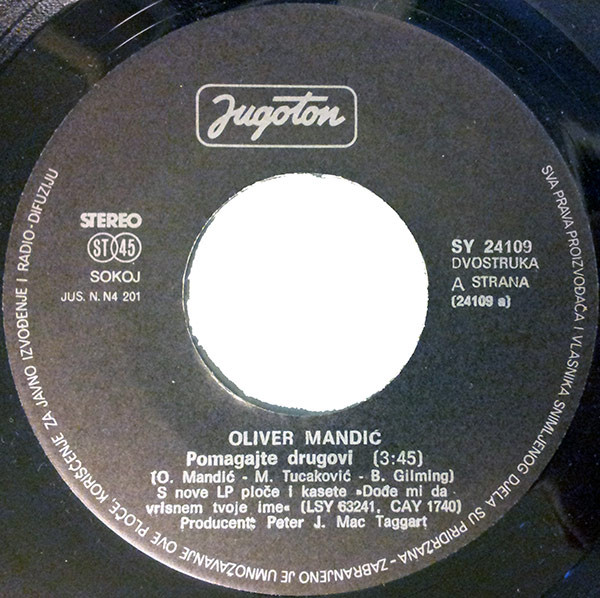 Jugoton
STEREO
ST 45
SOKOJ
JUS. N. N4 201
SY 24109
DVOSTRUKA
A STRANA
(24109 a)
OLIVER MANDIĆ
Pomagajte drugovi (3:45)
(O. Mandić - M. Tucaković - B. Gilming)
S nove LP ploče i kasete »Dođe mi da
vrisnem tvoje ime« (LSY 63241, CAY 1740)
Producent: Peter J. Mac Taggart
SVA PRAVA PROIZVOĐAČA I VLASNIKA SNIMLJENOG DJELA SU PRIDRŽANA - ZABRANJENO JE UMNOŽAVANJE OVE PLOČE, KORIŠĆENJE ZA JAVNO IZVOĐENJE I RADIO-DIFUZIJU